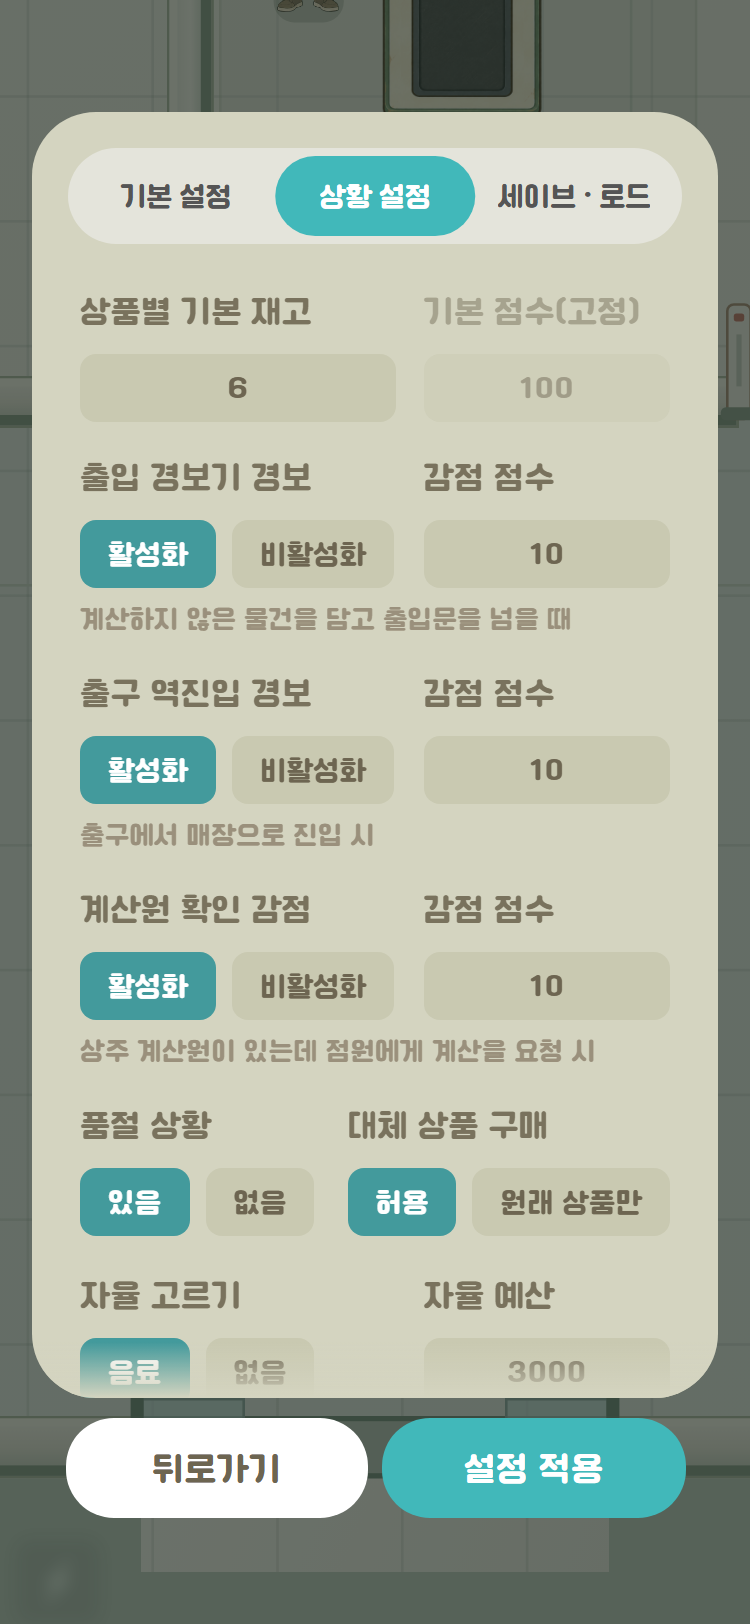 기본 설정 상황 설정 세이브 · 로드
상품별 기본 재고 기본 점수(고정)
6 100
출입 경보기 경보 감점 점수
활성화 비활성화 10
계산하지 않은 물건을 담고 출입문을 넘을 때
출구 역진입 경보 감점 점수
활성화 비활성화 10
출구에서 매장으로 진입 시
계산원 확인 감점 감점 점수
활성화 비활성화 10
상주 계산원이 있는데 점원에게 계산을 요청 시
품절 상황 대체 상품 구매
있음 없음 허용 원래 상품만
자율 고르기 자율 예산
음료 없음 3000
뒤로가기 설정 적용